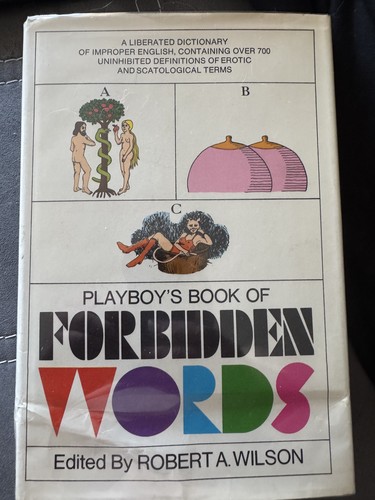 A LIBERATED DICTIONARY
OF IMPROPER ENGLISH, CONTAINING OVER 700
UNINHIBITED DEFINITIONS OF EROTIC
AND SCATOLOGICAL TERMS
A
B
C
PLAYBOY'S BOOK OF
FORBIDDEN
WORDS
Edited By ROBERT A. WILSON